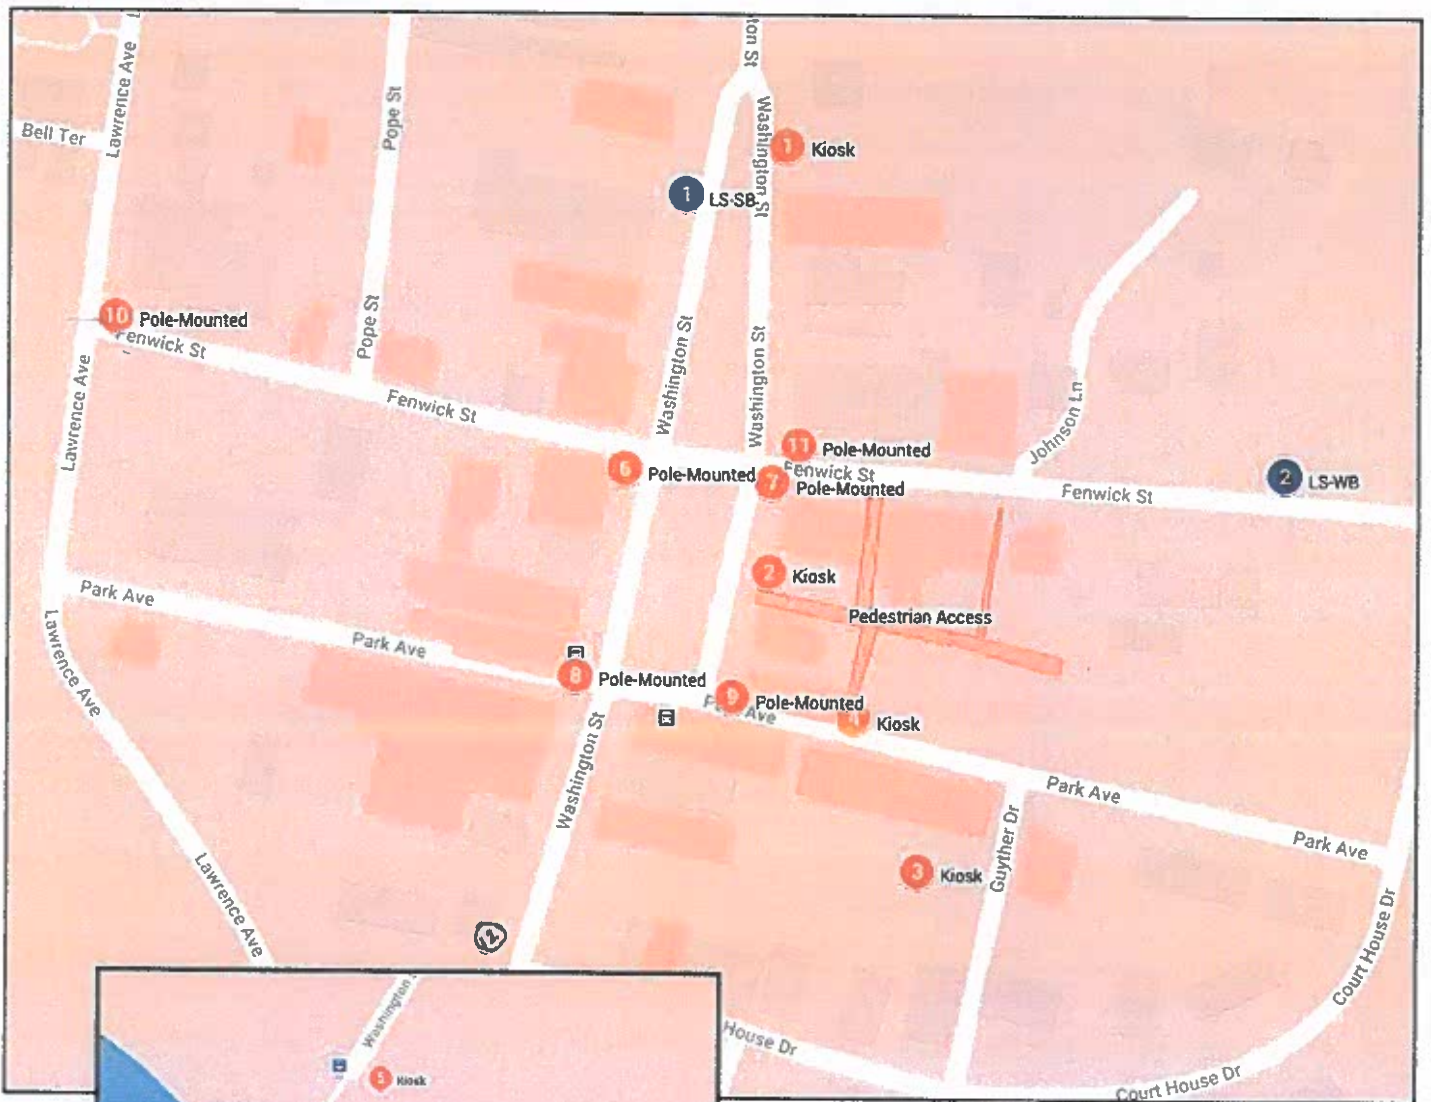 Lawrence Ave
Bell Ter
Pope St
ton St
Washington St
1 Kiosk
1 LS-SB
10 Pole-Mounted
Fenwick St
Pope St
Lawrence Ave
Washington St
Washington St
Fenwick St
Johnson Ln
11 Pole-Mounted
6 Pole-Mounted
Fenwick St
7 Pole-Mounted
Fenwick St
2 LS-WB
2 Kiosk
Park Ave
Pedestrian Access
Lawrence Ave
Park Ave
8 Pole-Mounted
9 Pole-Mounted
Ave
Kiosk
Washington St
Park Ave
Park Ave
Guyther Dr
3 Kiosk
Lawrence Ave
12
Court House Dr
Washington
House Dr
5 Kiosk
Court House Dr